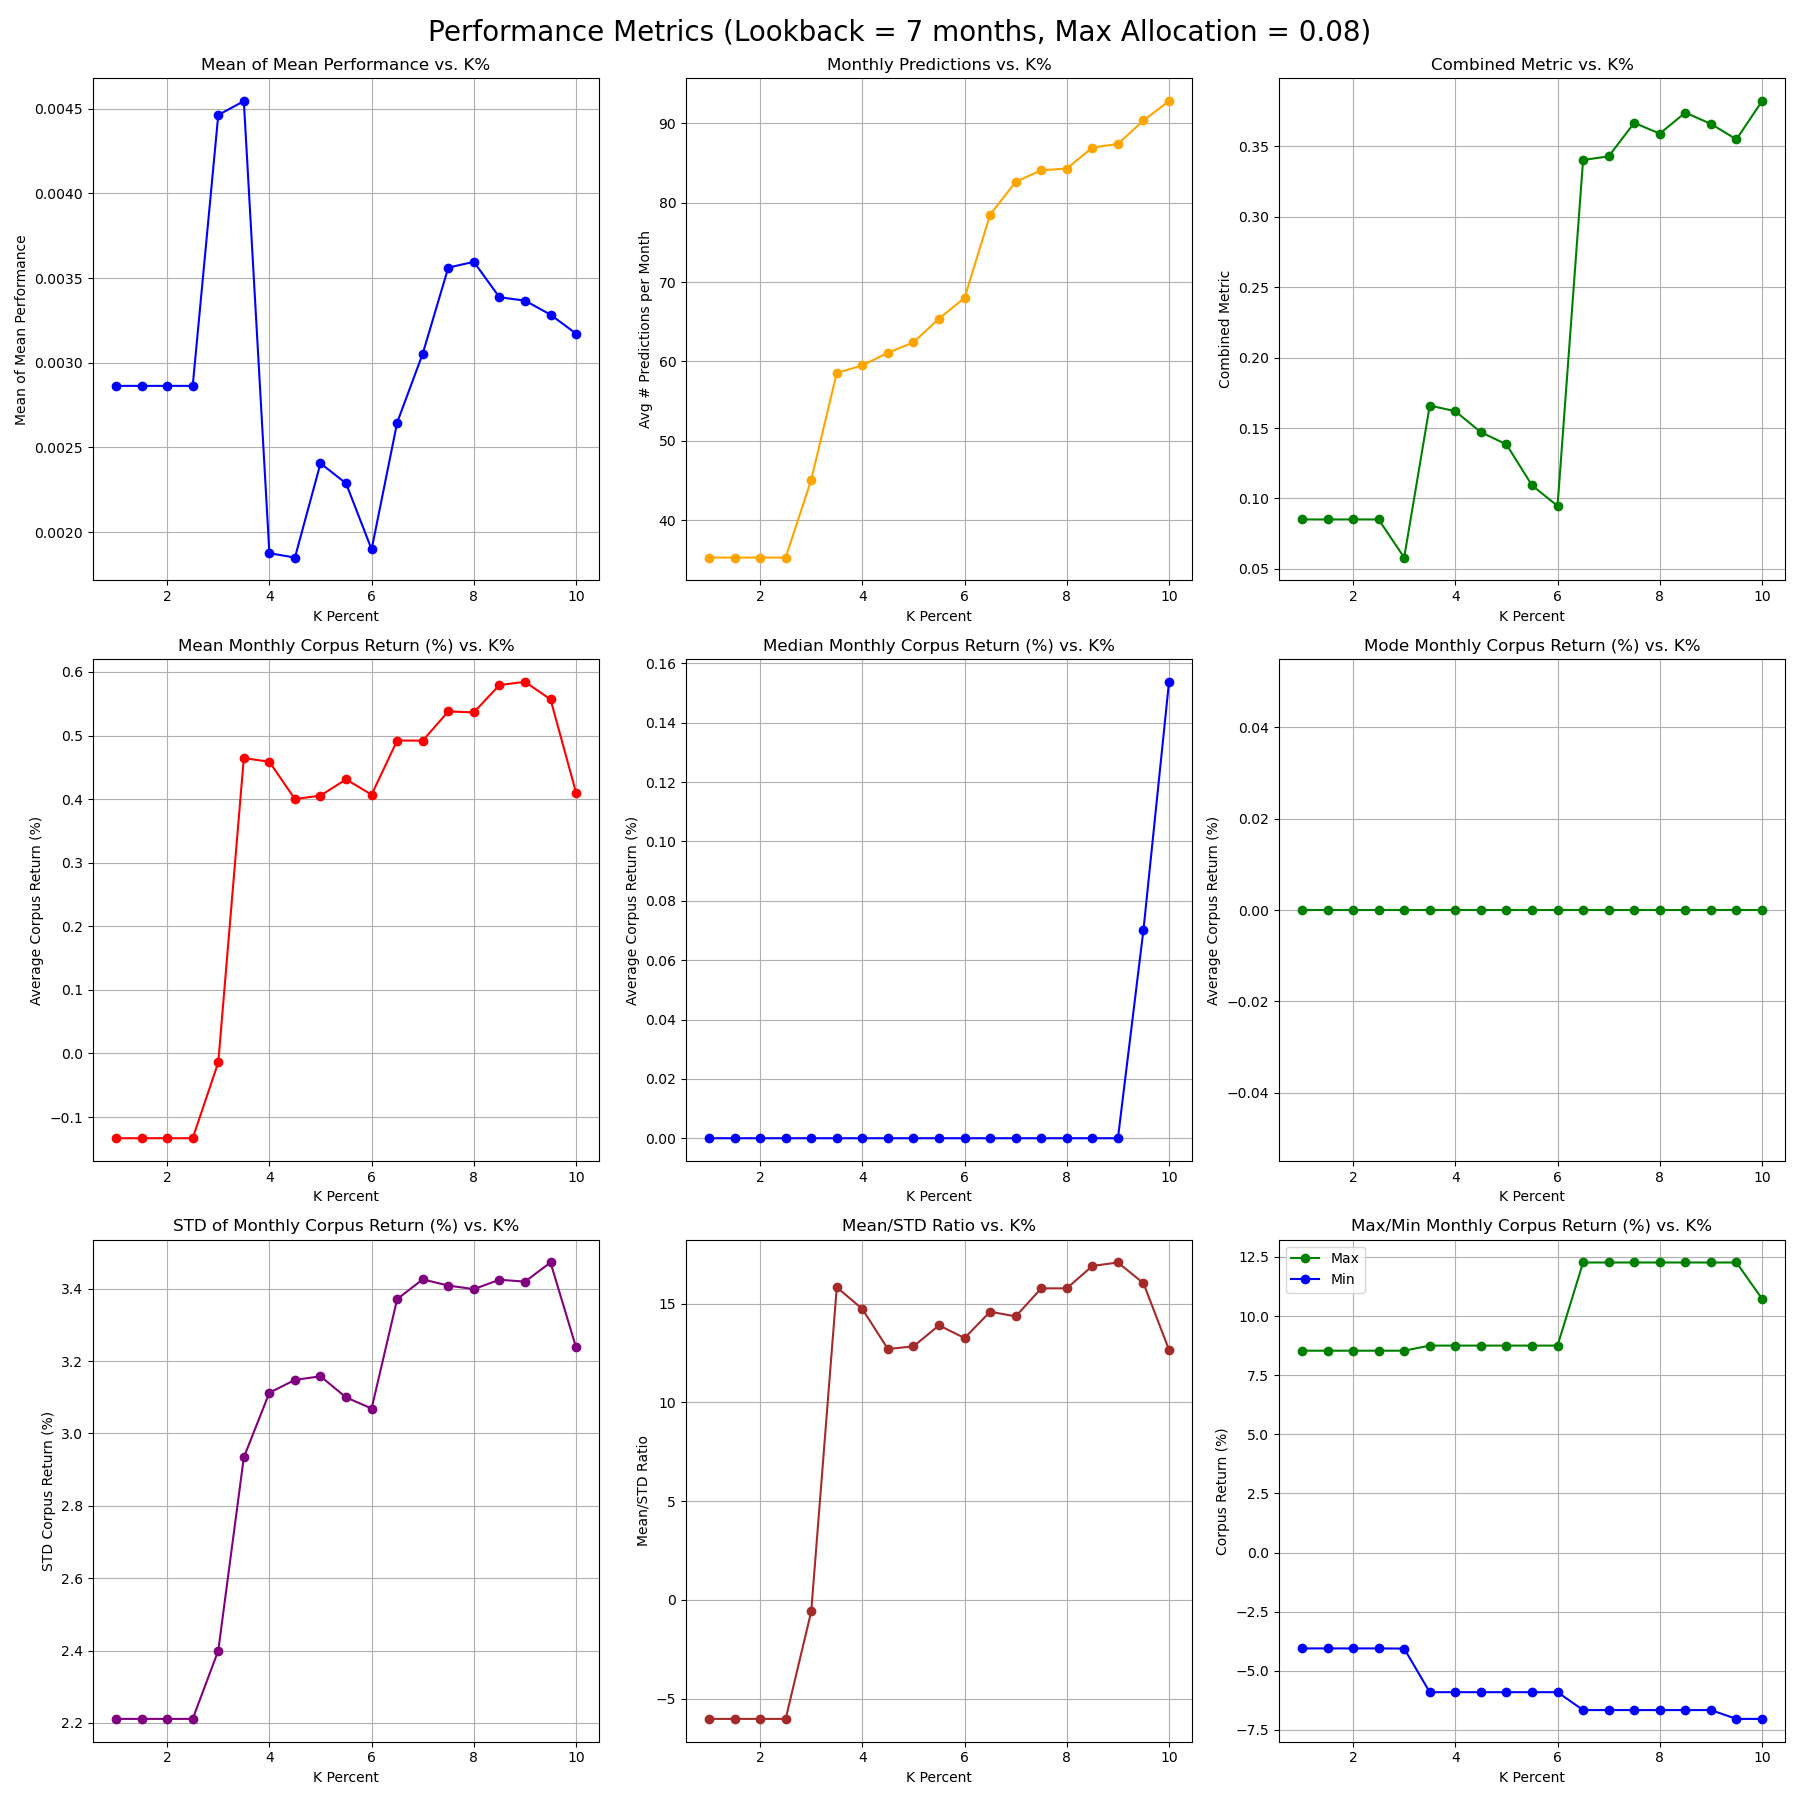 Performance Metrics (Lookback = 7 months, Max Allocation = 0.08)
Mean of Mean Performance vs. K%
Mean of Mean Performance
0.0045
0.0040
0.0035
0.0030
0.0025
0.0020
2 4 6 8 10
K Percent
Monthly Predictions vs. K%
Avg # Predictions per Month
90
80
70
60
50
40
2 4 6 8 10
K Percent
Combined Metric vs. K%
Combined Metric
0.35
0.30
0.25
0.20
0.15
0.10
0.05
2 4 6 8 10
K Percent
Mean Monthly Corpus Return (%) vs. K%
Average Corpus Return (%)
0.6
0.5
0.4
0.3
0.2
0.1
0.0
−0.1
2 4 6 8 10
K Percent
Median Monthly Corpus Return (%) vs. K%
Average Corpus Return (%)
0.16
0.14
0.12
0.10
0.08
0.06
0.04
0.02
0.00
2 4 6 8 10
K Percent
Mode Monthly Corpus Return (%) vs. K%
Average Corpus Return (%)
0.04
0.02
0.00
−0.02
−0.04
2 4 6 8 10
K Percent
STD of Monthly Corpus Return (%) vs. K%
STD Corpus Return (%)
3.4
3.2
3.0
2.8
2.6
2.4
2.2
2 4 6 8 10
K Percent
Mean/STD Ratio vs. K%
Mean/STD Ratio
15
10
5
0
−5
2 4 6 8 10
K Percent
Max/Min Monthly Corpus Return (%) vs. K%
Max
Min
Corpus Return (%)
12.5
10.0
7.5
5.0
2.5
0.0
−2.5
−5.0
−7.5
2 4 6 8 10
K Percent